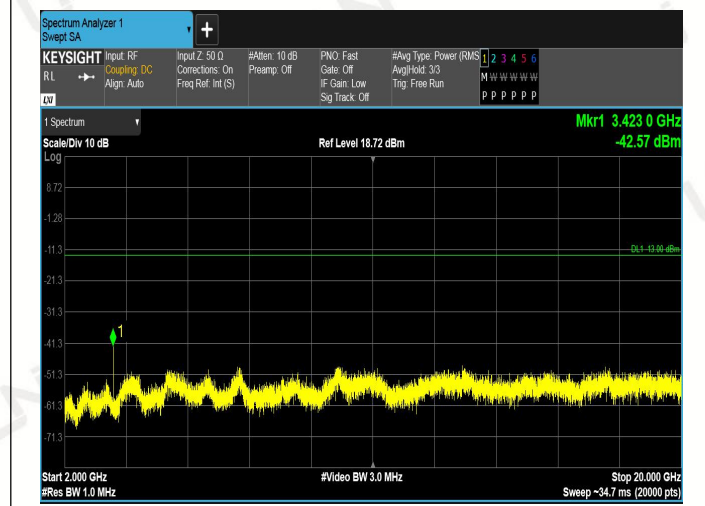 Spectrum Analyzer 1
Swept SA
+
KEYSIGHT Input: RF Input Z: 50 Ω #Atten: 10 dB PNO: Fast #Avg Type: Power (RMS 1 2 3 4 5 6
RL Coupling: DC Corrections: On Preamp: Off Gate: Off Avg|Hold: 3/3 M W W W W W
Align: Auto Freq Ref: Int (S) IF Gain: Low Trig: Free Run
LXI Sig Track: Off P P P P P P
1 Spectrum Mkr1 3.423 0 GHz
Scale/Div 10 dB Ref Level 18.72 dBm -42.57 dBm
Log
8.72
-1.28
-11.3
DL1 -13.00 dBm
-21.3
-31.3
1
-41.3
-51.3
-61.3
-71.3
Start 2.000 GHz #Video BW 3.0 MHz Stop 20.000 GHz
#Res BW 1.0 MHz Sweep ~34.7 ms (20000 pts)